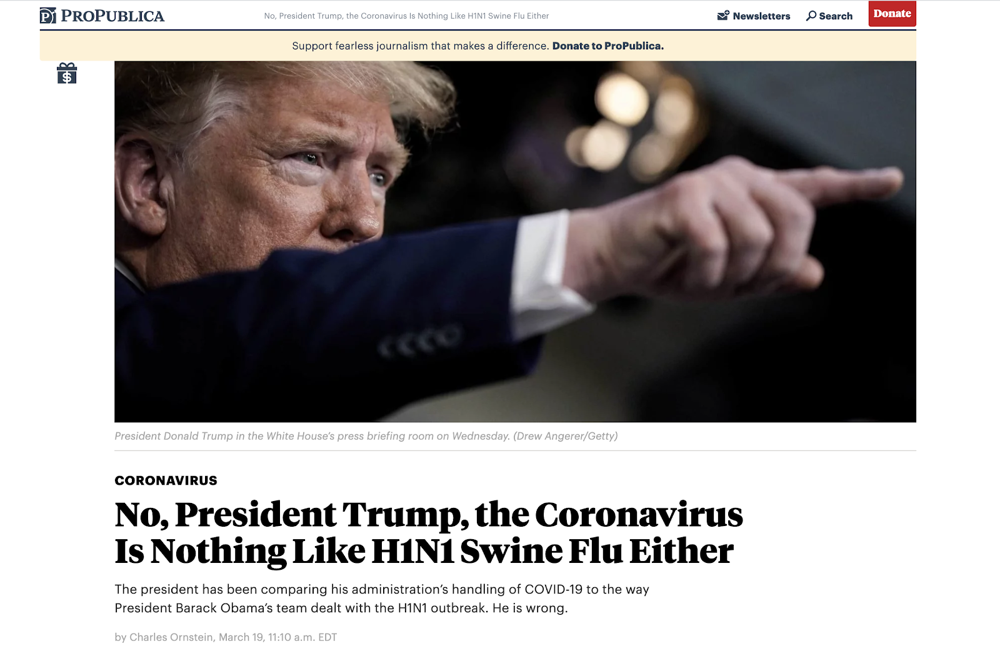 PROPUBLICA
No, President Trump, the Coronavirus Is Nothing Like H1N1 Swine Flu Either
Newsletters
Search
Donate
Support fearless journalism that makes a difference. Donate to ProPublica.
$
President Donald Trump in the White House's press briefing room on Wednesday. (Drew Angerer/Getty)
CORONAVIRUS
No, President Trump, the Coronavirus
Is Nothing Like H1N1 Swine Flu Either
The president has been comparing his administration's handling of COVID-19 to the way
President Barack Obama's team dealt with the H1N1 outbreak. He is wrong.
by Charles Ornstein, March 19, 11:10 a.m. EDT